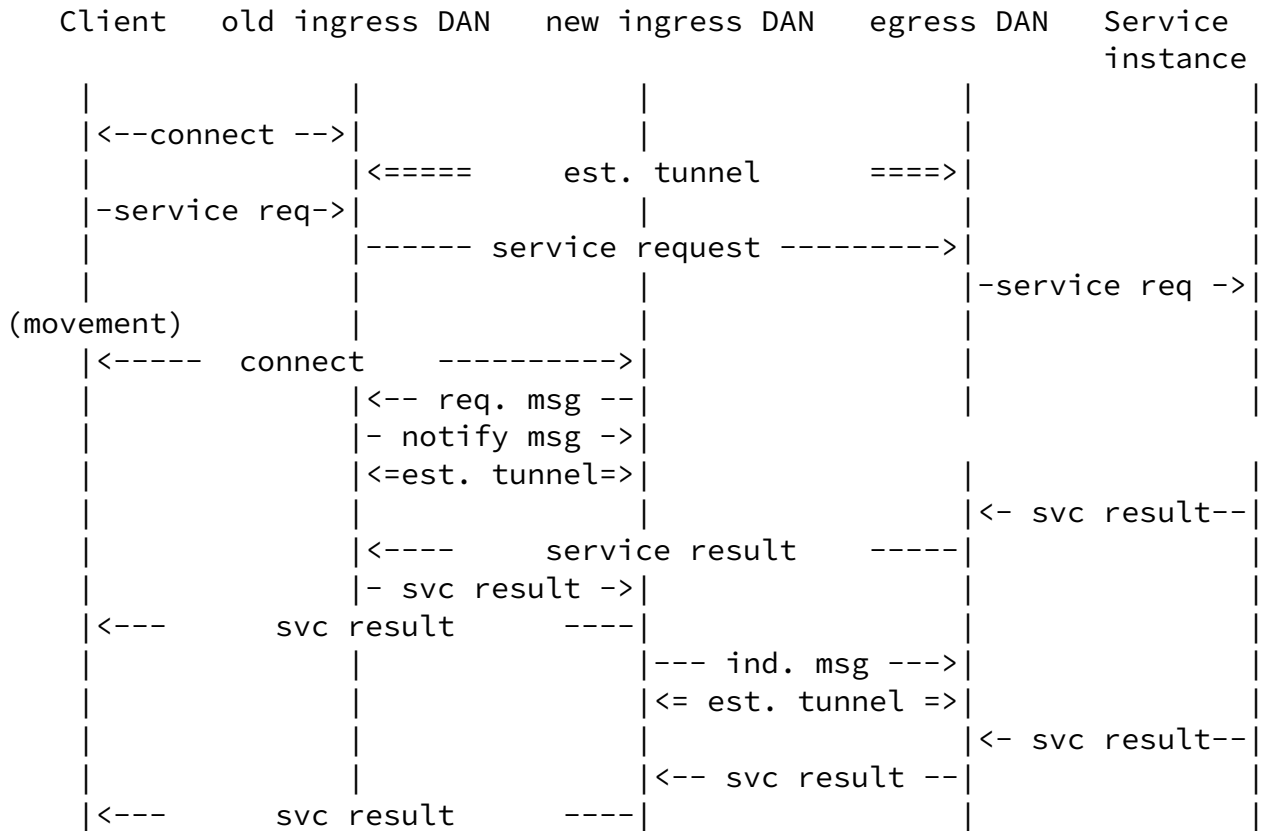 Client old ingress DAN new ingress DAN egress DAN Service
instance
| | | | |
|<--connect -->| | | |
| |<===== est. tunnel ====>| |
|-service req->| | | |
| |------ service request --------->| |
| | | |-service req ->|
(movement) | | | |
|<----- connect ---------->| | |
| |<-- req. msg --| | |
| |- notify msg ->|
| |<=est. tunnel=>| | |
| | | |<- svc result--|
| |<---- service result -----| |
| |- svc result ->| | |
|<--- svc result ----| | |
| | |--- ind. msg --->| |
| | |<= est. tunnel =>| |
| | | |<- svc result--|
| | |<-- svc result --| |
|<--- svc result ----| | |